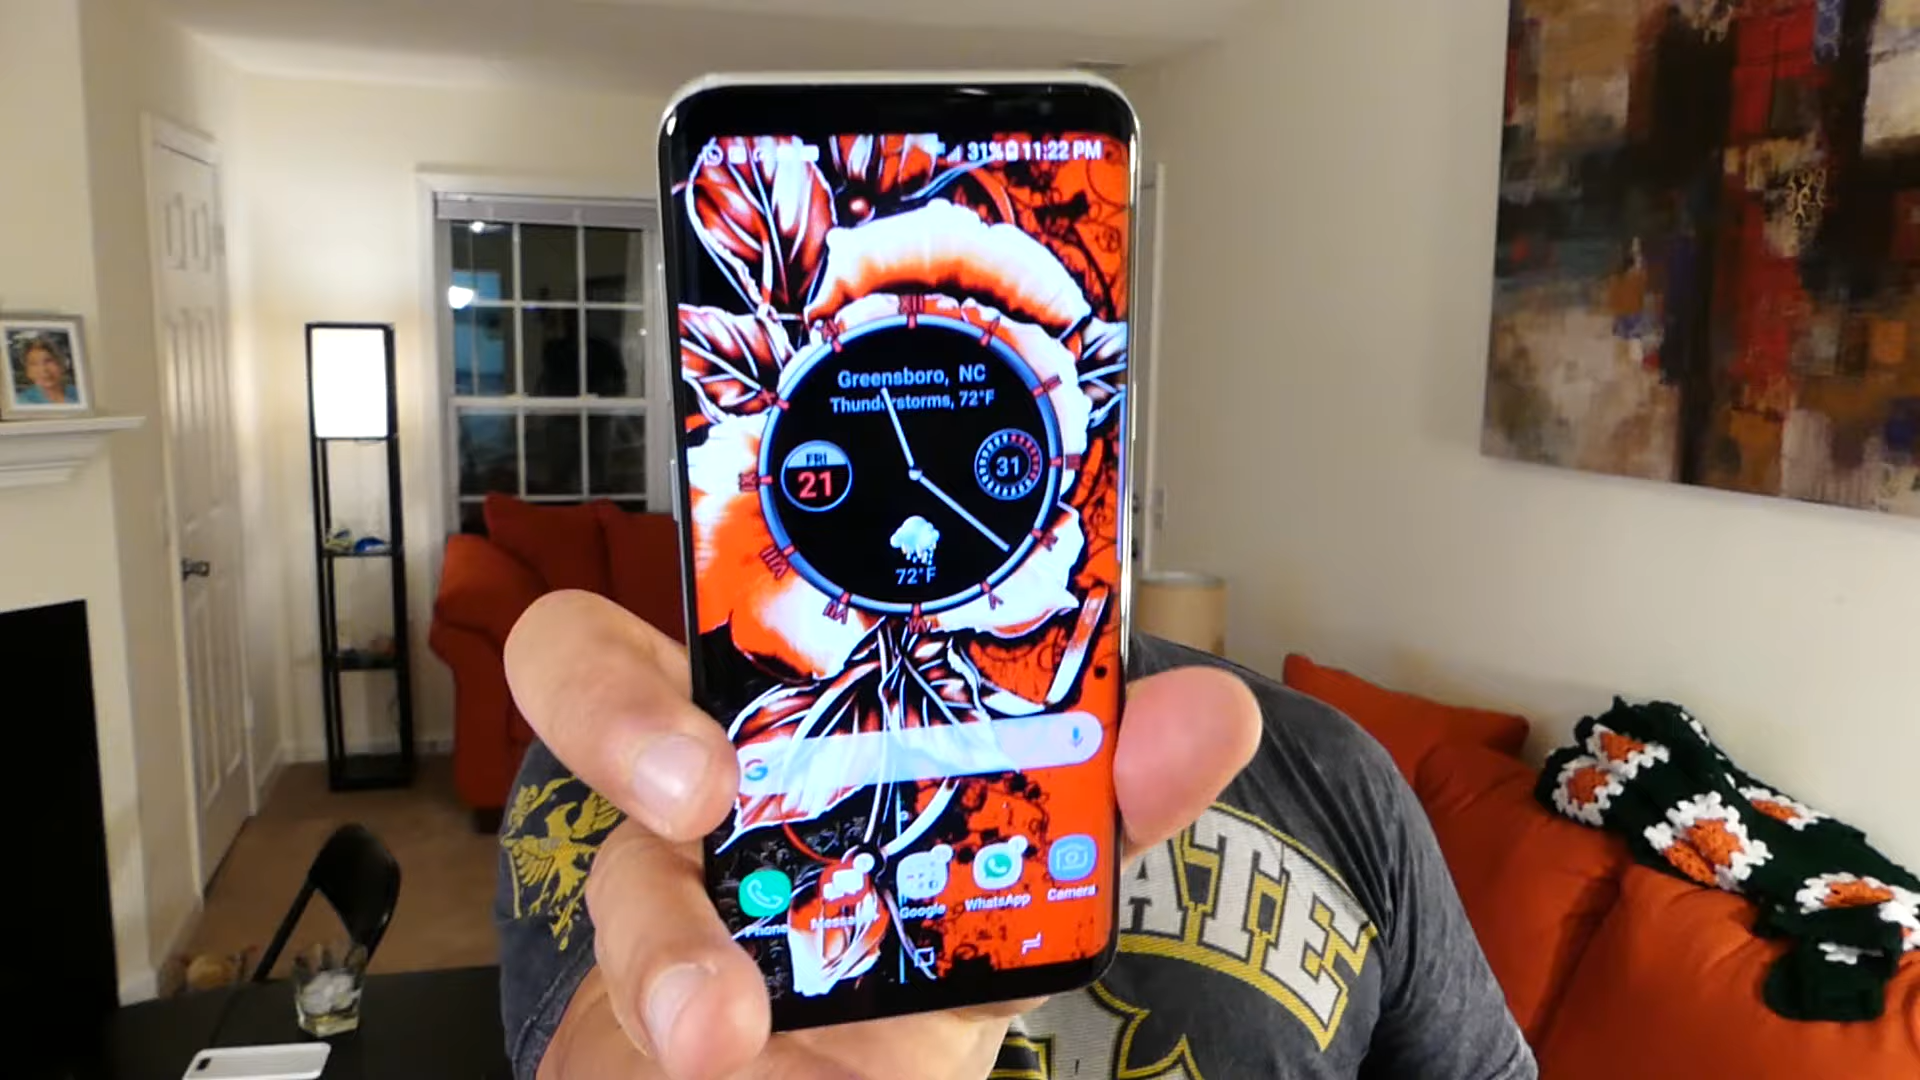 31% 11:22 PM
Greensboro, NC
Thunderstorms, 72°F
FRI
21
31
72°F
G
Phone
Google
WhatsApp
Camera
ATE